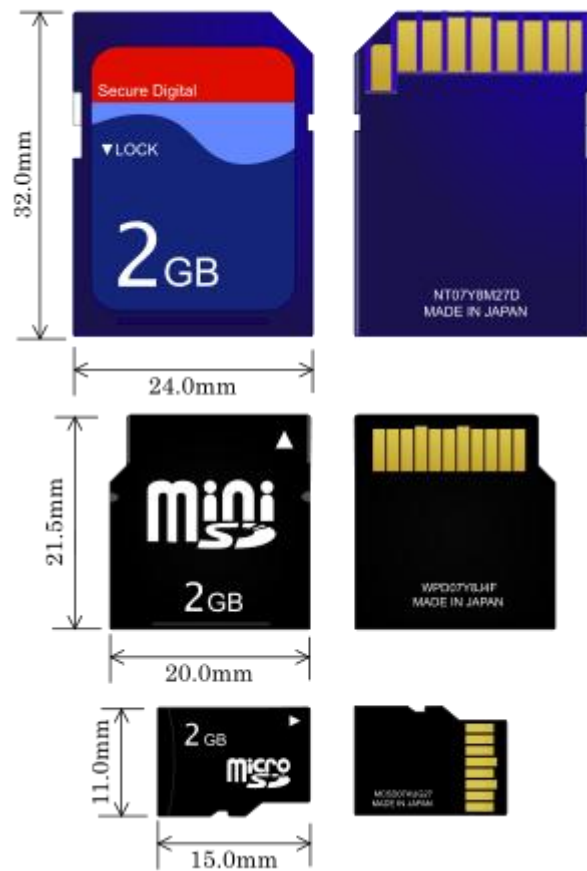 32.0mm
Secure Digital
▼LOCK
2GB
24.0mm
NT07Y8M27D
MADE IN JAPAN
21.5mm
mini
SD
2GB
20.0mm
WPD07Y8J4F
MADE IN JAPAN
11.0mm
2GB
micro
SD
15.0mm
MADE IN JAPAN